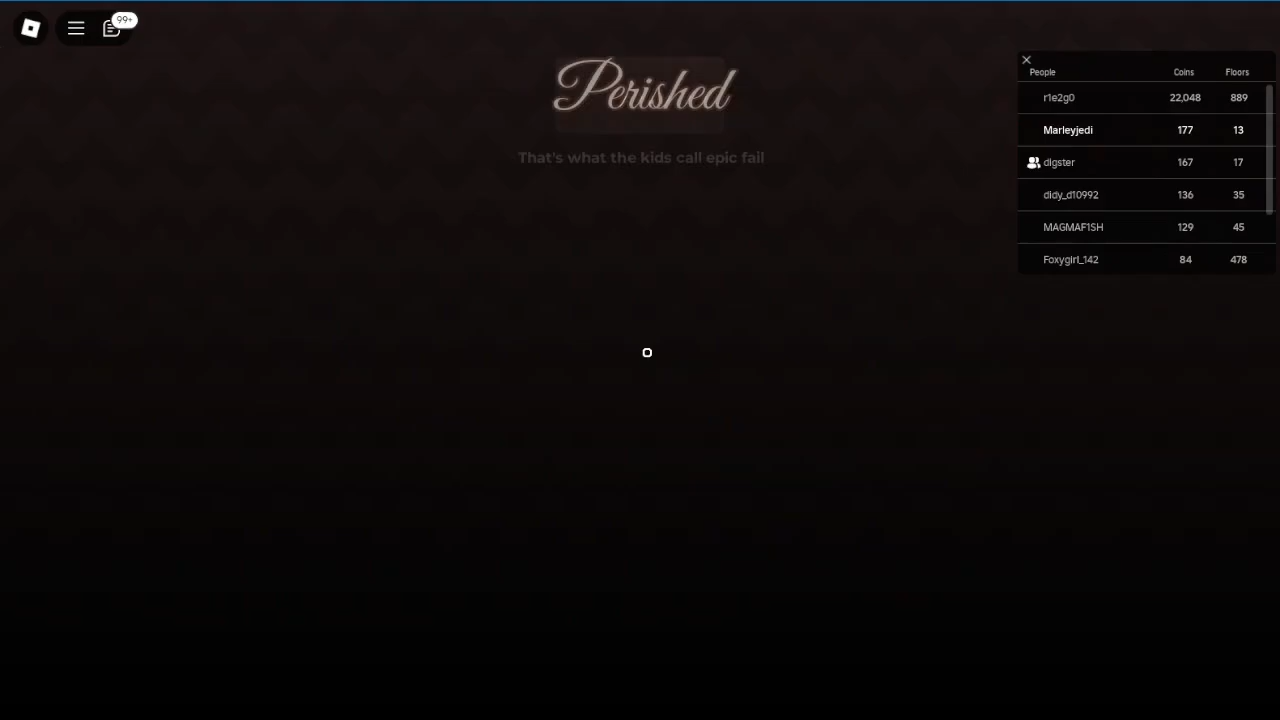 99+
Perished
That's what the kids call epic fail
People Coins Floors
r1e2g0 22,048 889
Marleyjedi 177 13
digster 167 17
didy_d10992 136 35
MAGMAF1SH 129 45
Foxygirl_142 84 478